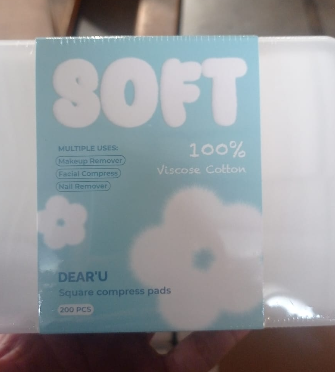 SOFT
MULTIPLE USES:
Makeup Remover
Facial Compress
Nail Remover
100%
Viscose Cotton
DEAR'U
Square compress pads
200 PCS